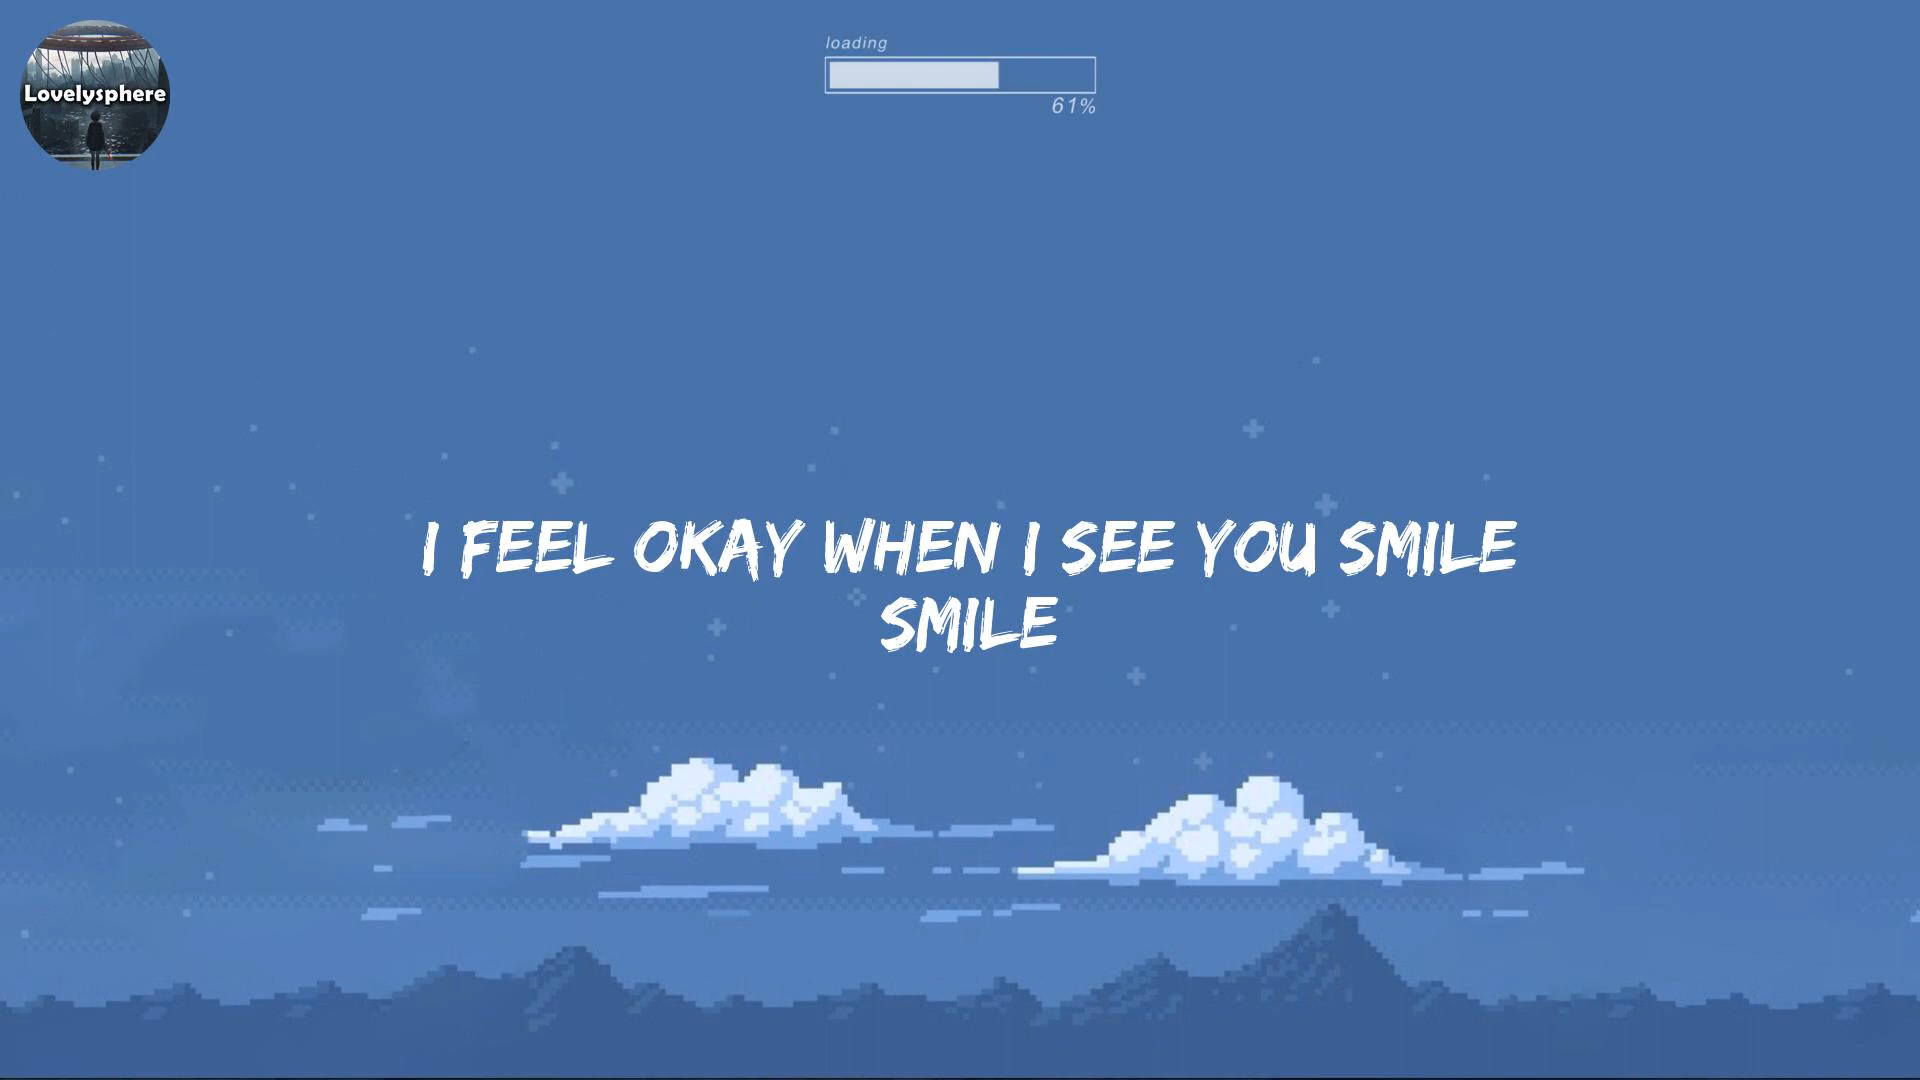 Lovelysphere
loading
61%
I FEEL OKAY WHEN I SEE YOU SMILE
SMILE